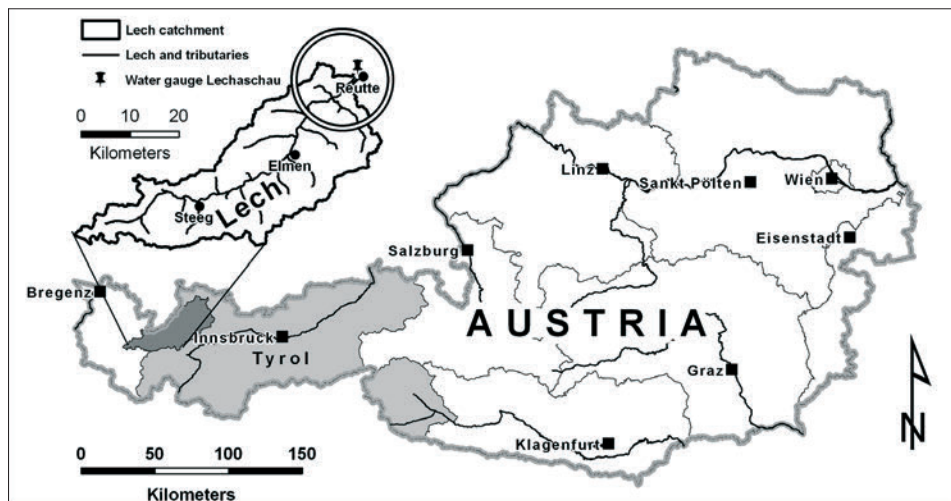 Lech catchment
Lech and tributaries
Water gauge Lechaschau
0 10 20
Kilometers
Reutte
Elmen
Steeg
Lech
Linz
Sankt Pölten
Wien
Eisenstadt
Salzburg
Bregenz
Innsbruck
Tyrol
AUSTRIA
Graz
Klagenfurt
N
0 50 100 150
Kilometers